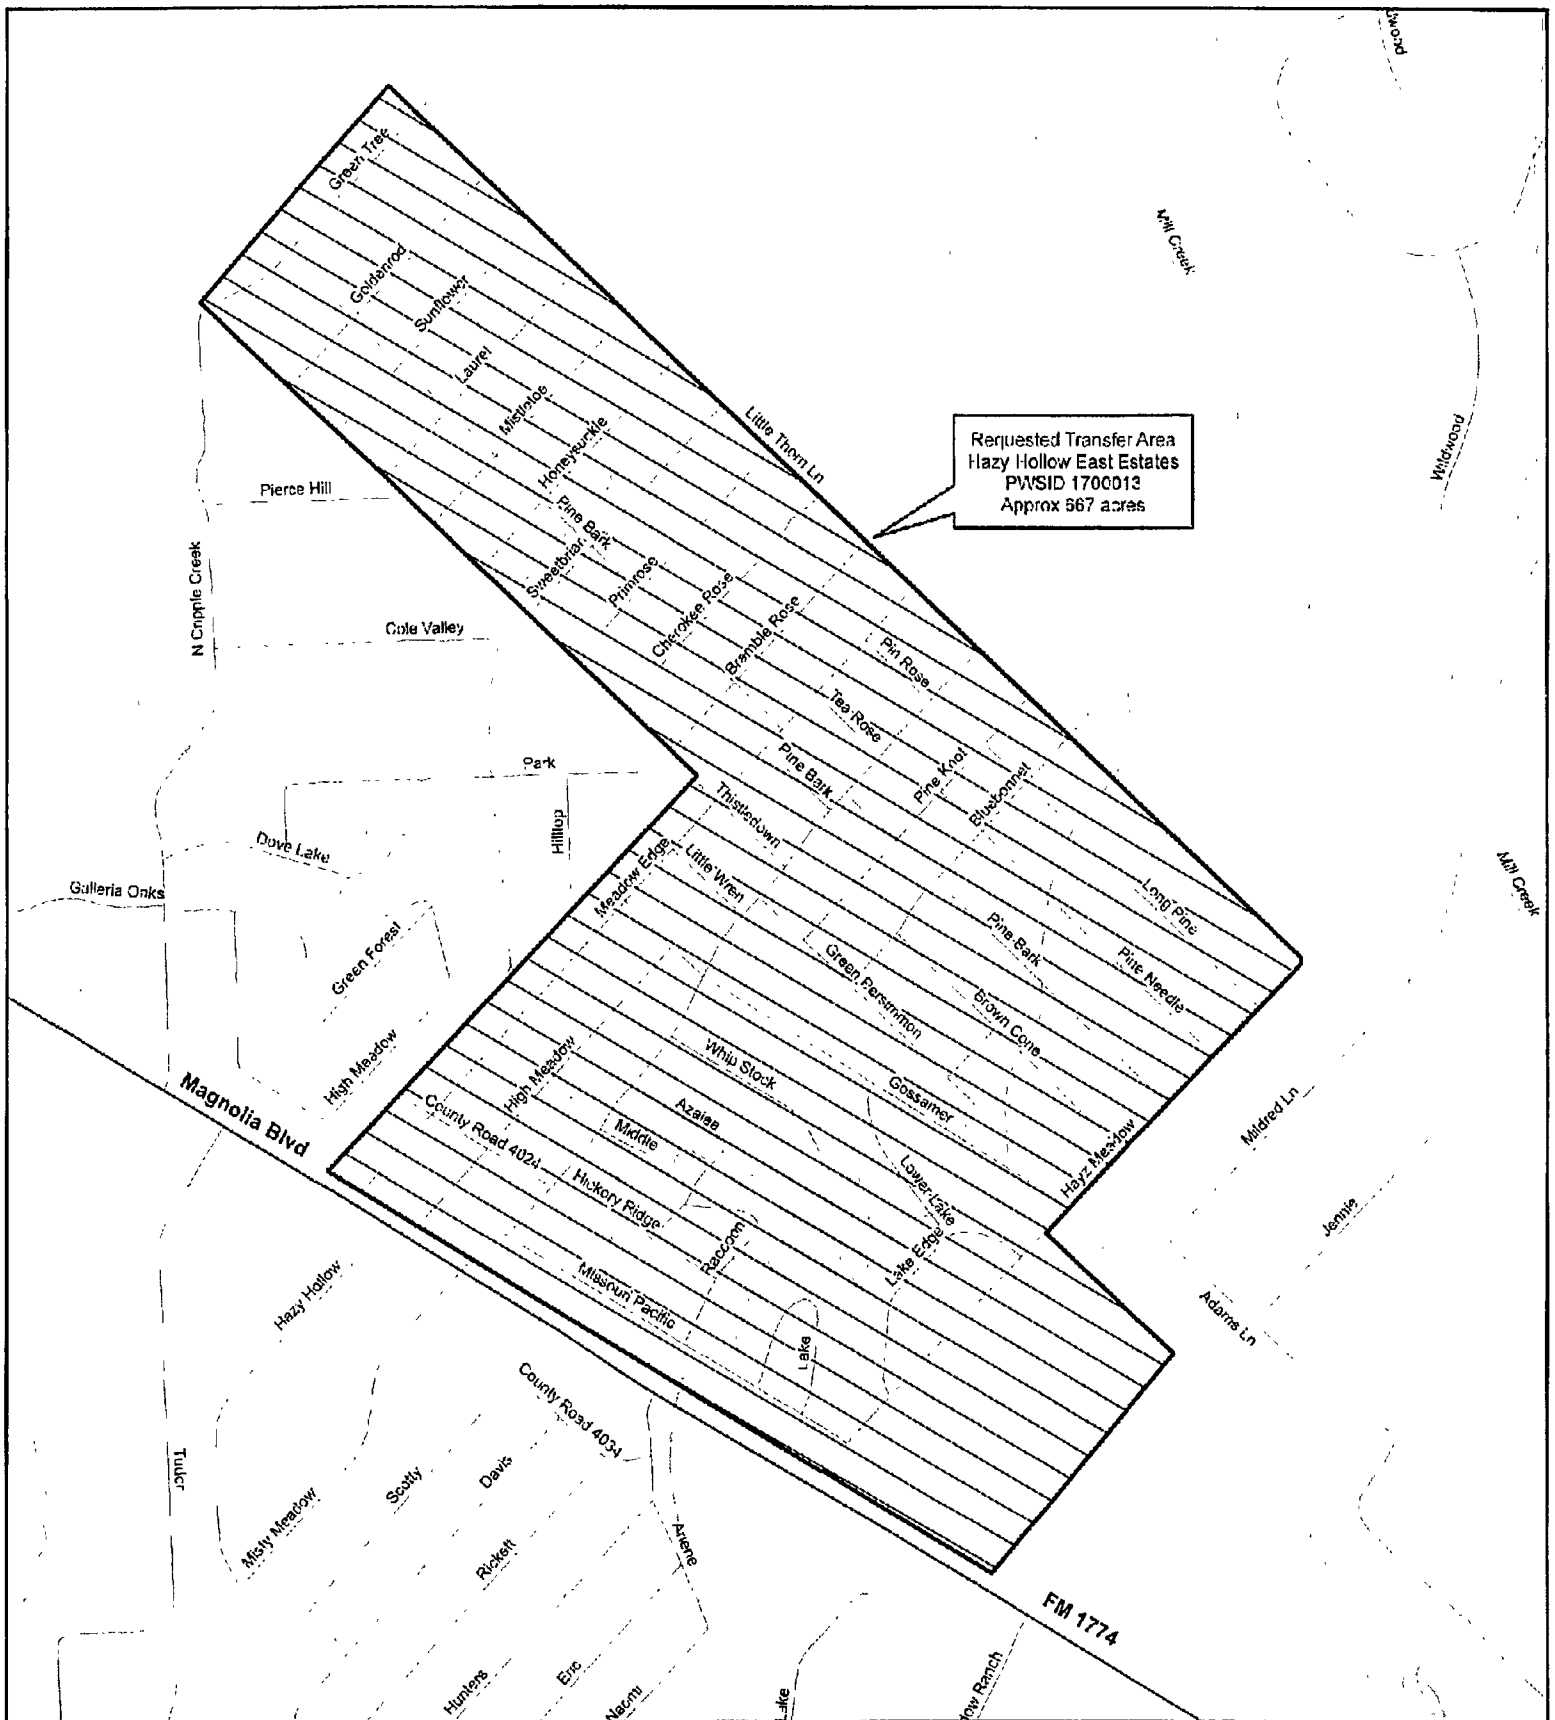 Mill Creek
Green Tree
Goldenrod
Sunflower
Laurel
Mistletoe
Honeysuckle
Little Thorn Ln
Requested Transfer Area
Hazy Hollow East Estates
PWSID 1700013
Approx 667 acres
Wildwood
Pierce Hill
Pine Bark
Sweetbriar
Primrose
Cherokee Rose
Bramble Rose
N Cripple Creek
Cole Valley
Pin Rose
Tea Rose
Park
Pine Bark
Pine Knot
Bluebonnet
Hilltop
Thistledown
Dove Lake
Meadow Edge
Little Wren
Galleria Oaks
Long Pine
Mill Creek
Green Forest
Pine Bark
Pine Needle
Green Persimmon
Brown Cone
High Meadow
High Meadow
Whip Stock
Gossamer
Magnolia Blvd
County Road 4024
Azalea
Middle
Mildred Ln
Hayz Meadow
Hickory Ridge
Lower Lake
Jennie
Raccoon
Lake Edge
Hazy Hollow
Missouri Pacific
Adams Ln
Lake
County Road 4034
Tudor
Scotty
Davis
Misty Meadow
Rickett
Arlene
FM 1774
Hunters
Eric
Naomi
Lake
ow Ranch